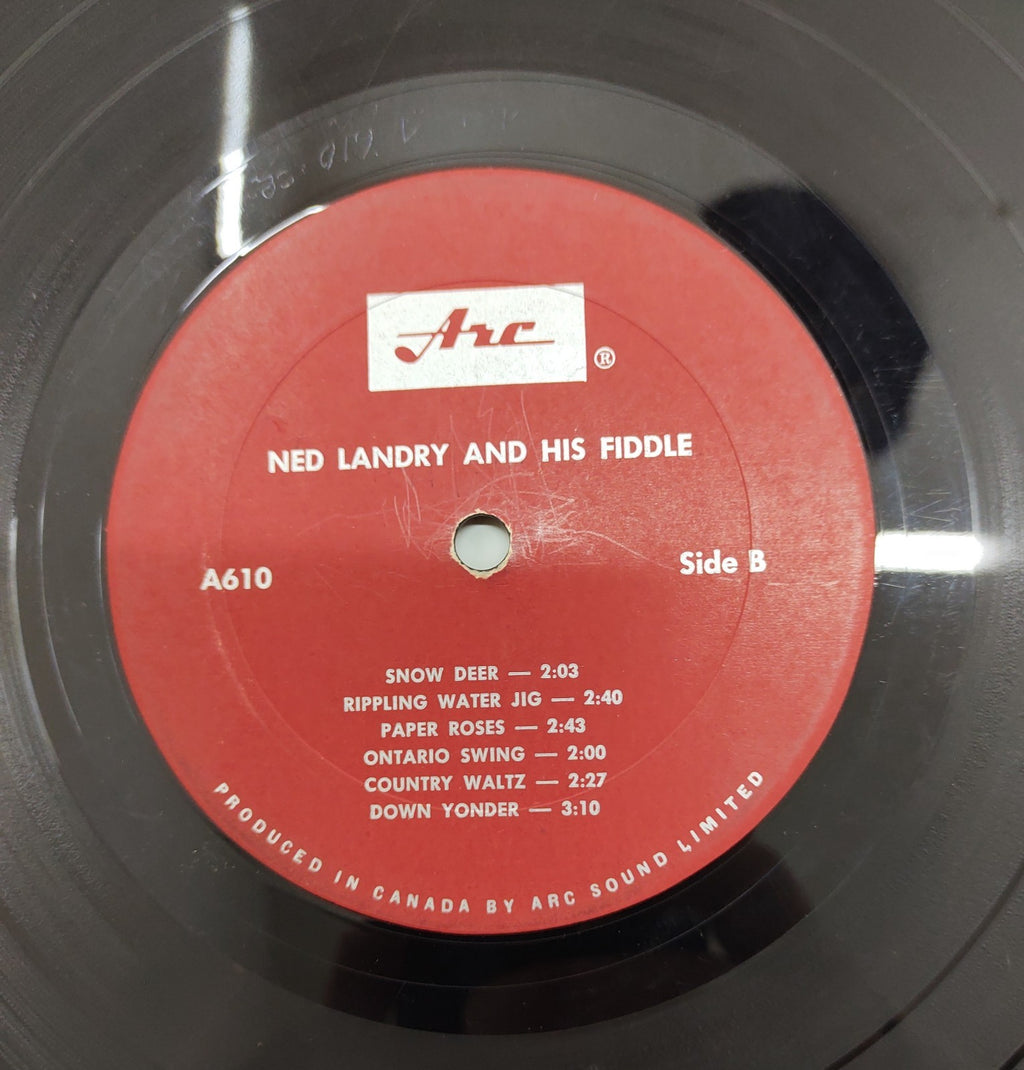 Arc ®
NED LANDRY AND HIS FIDDLE
A610
Side B
SNOW DEER — 2:03
RIPPLING WATER JIG — 2:40
PAPER ROSES — 2:43
ONTARIO SWING — 2:00
COUNTRY WALTZ — 2:27
DOWN YONDER — 3:10
PRODUCED IN CANADA BY ARC SOUND LIMITED